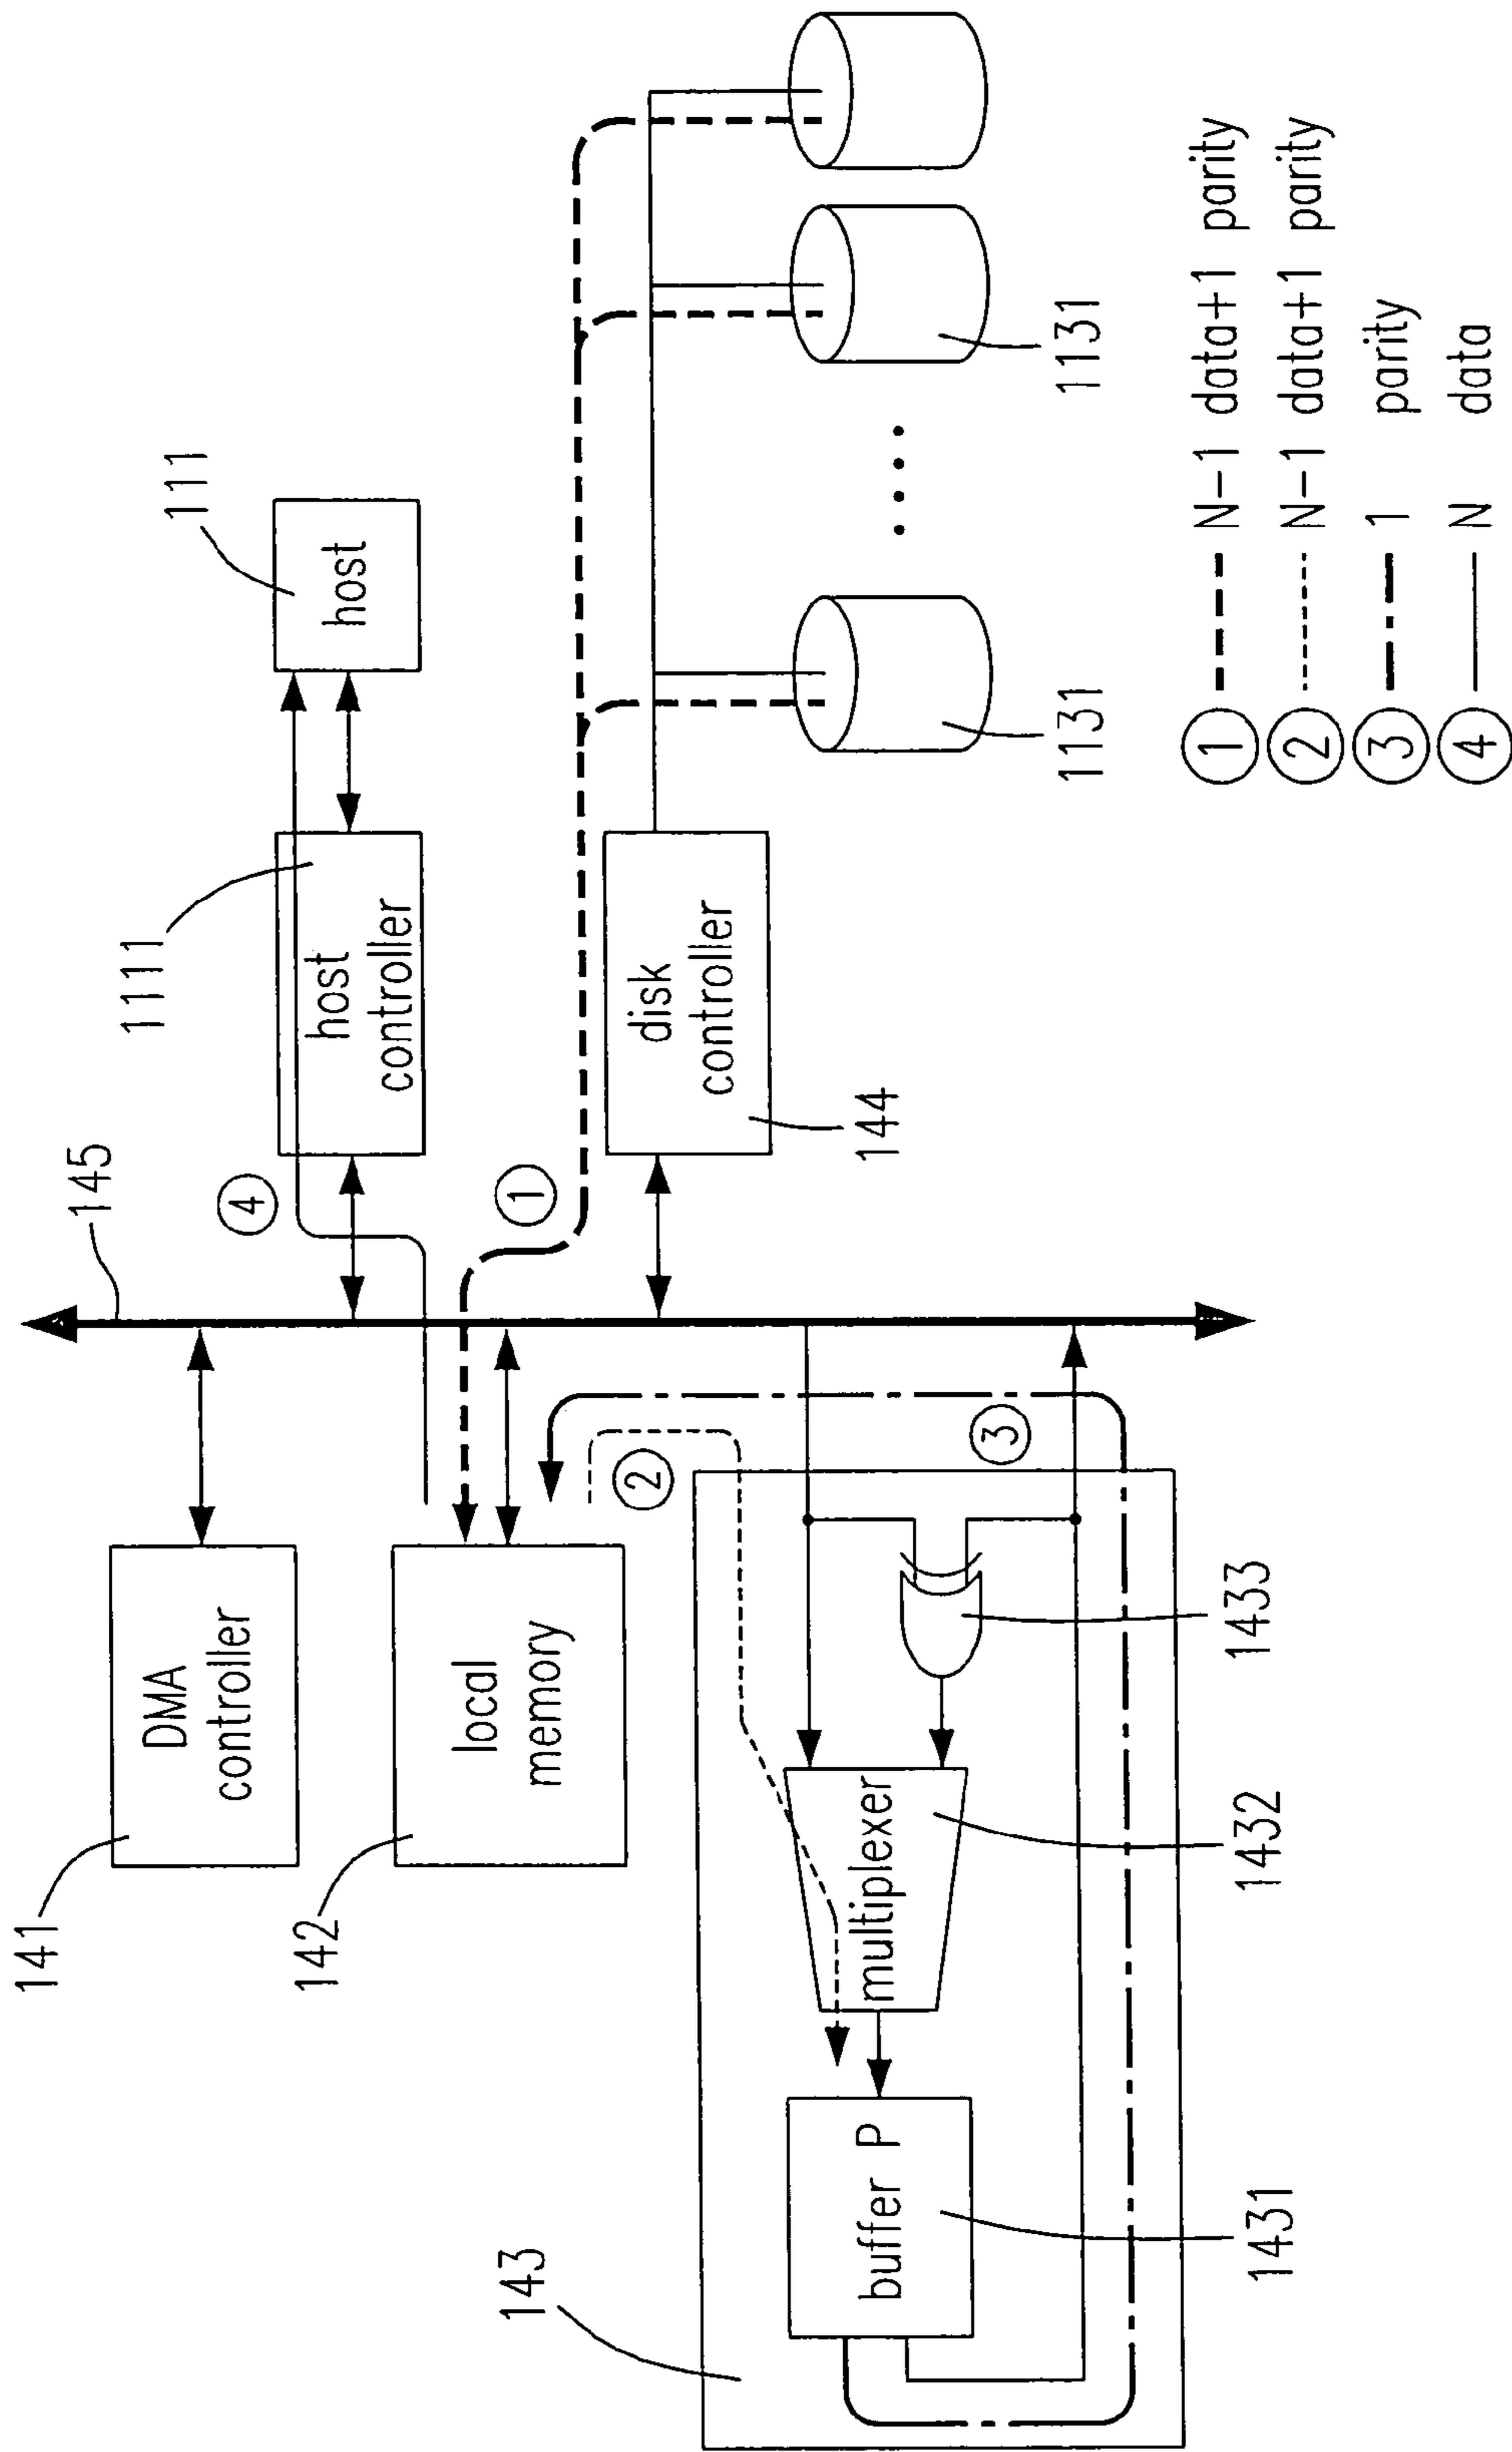 141
DMA
controller
142
local
memory
143
buffer P
1431
multiplexer
1432
1433
2
3
145
4
1
1111
host
controller
111
host
disk
controller
144
1131
1131
1 N-1 data+1 parity
2 N-1 data+1 parity
3 1 parity
4 N data